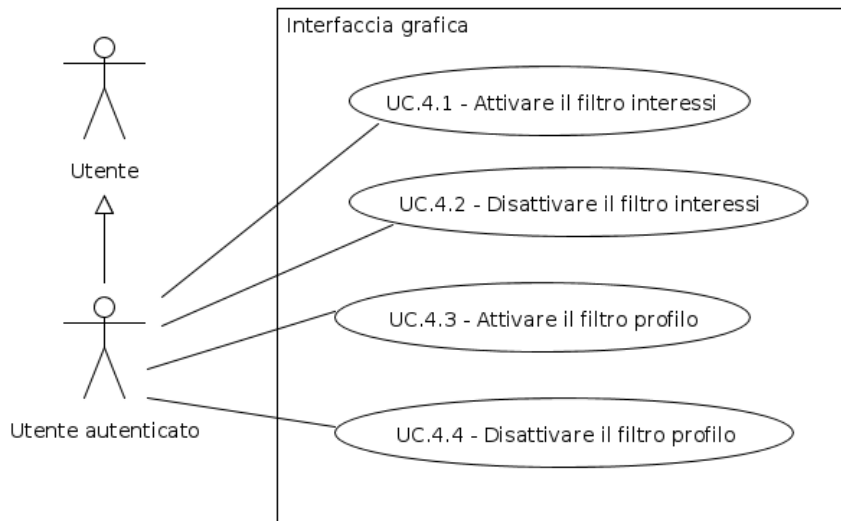 Interfaccia grafica
Utente
UC.4.1 - Attivare il filtro interessi
UC.4.2 - Disattivare il filtro interessi
UC.4.3 - Attivare il filtro profilo
Utente autenticato
UC.4.4 - Disattivare il filtro profilo